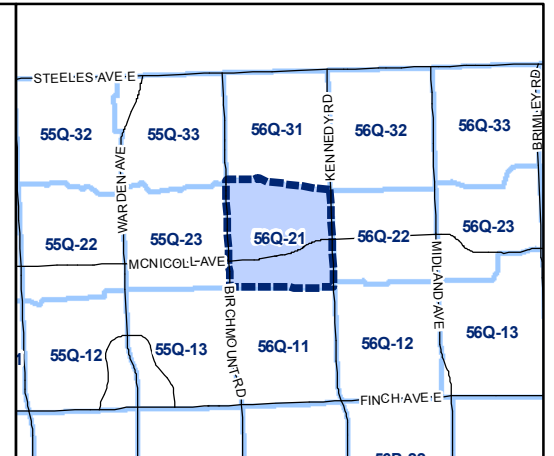 STEELES AVE E
BRIMLEY RD
KENNEDY RD
55Q-32
55Q-33
56Q-31
56Q-32
56Q-33
WARDEN AVE
55Q-22
55Q-23
56Q-21
56Q-22
56Q-23
MCNICOLL AVE
BIRCHMOUNT RD
MIDLAND AVE
1
55Q-12
55Q-13
56Q-11
56Q-12
56Q-13
FINCH AVE E